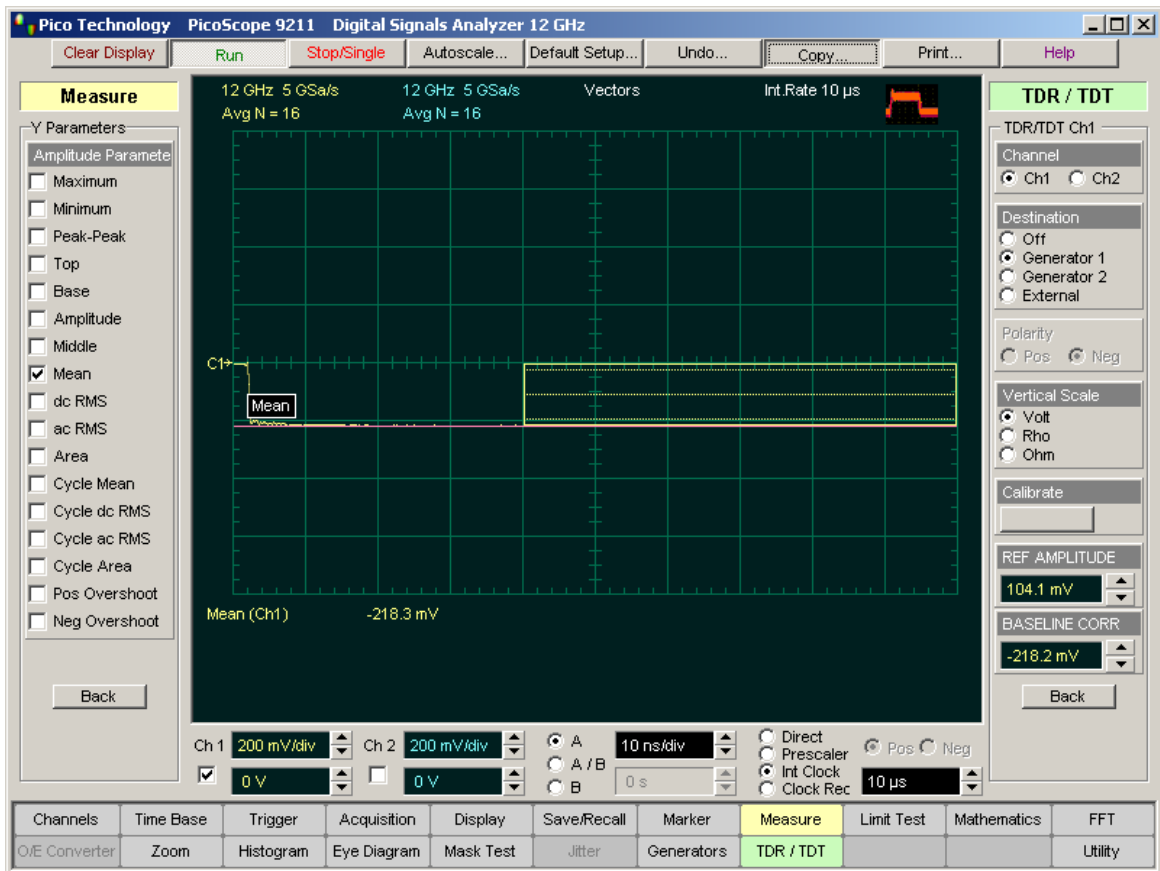 Pico Technology PicoScope 9211 Digital Signals Analyzer 12 GHz
Clear Display Run Stop/Single Autoscale... Default Setup... Undo... Copy... Print... Help
Measure
Y Parameters
Amplitude Paramete
Maximum
Minimum
Peak-Peak
Top
Base
Amplitude
Middle
Mean
dc RMS
ac RMS
Area
Cycle Mean
Cycle dc RMS
Cycle ac RMS
Cycle Area
Pos Overshoot
Neg Overshoot
Back
12 GHz 5 GSa/s 12 GHz 5 GSa/s Vectors Int.Rate 10 µs
Avg N = 16 Avg N = 16
C1
Mean
Mean (Ch1) -218.3 mV
TDR / TDT
TDR/TDT Ch1
Channel
Ch1 Ch2
Destination
Off
Generator 1
Generator 2
External
Polarity
Pos Neg
Vertical Scale
Volt
Rho
Ohm
Calibrate
REF AMPLITUDE
104.1 mV
BASELINE CORR
-218.2 mV
Back
Ch 1 200 mV/div Ch 2 200 mV/div A 10 ns/div Direct
A / B Prescaler Pos Neg
0 V 0 V B 0 s Int Clock 10 µs
Clock Rec
Channels Time Base Trigger Acquisition Display Save/Recall Marker Measure Limit Test Mathematics FFT
O/E Converter Zoom Histogram Eye Diagram Mask Test Jitter Generators TDR / TDT Utility